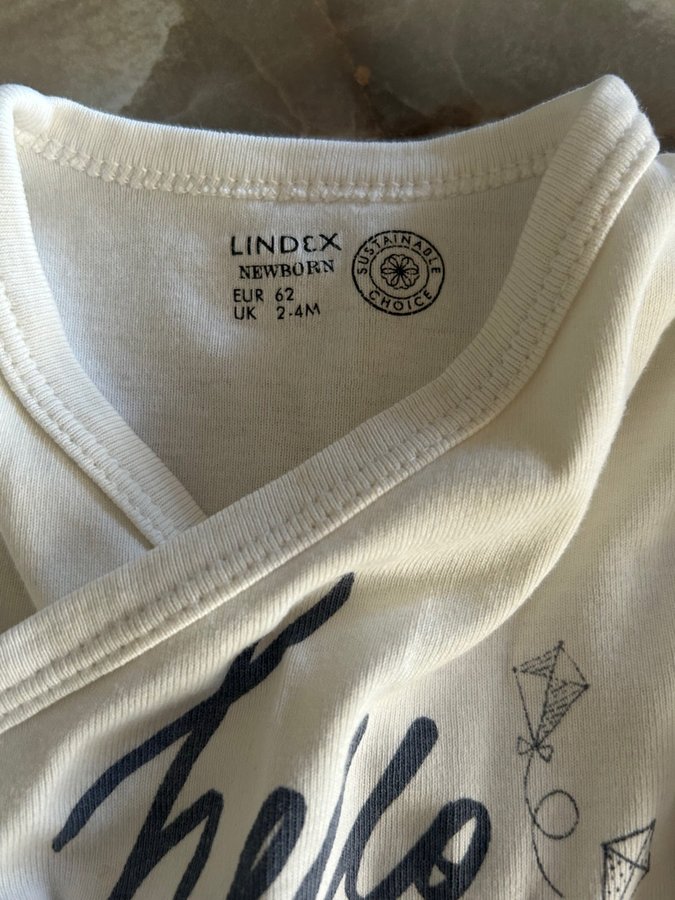 LINDEX
NEWBORN
EUR 62
UK 2-4M
SUSTAINABLE
CHOICE
hello